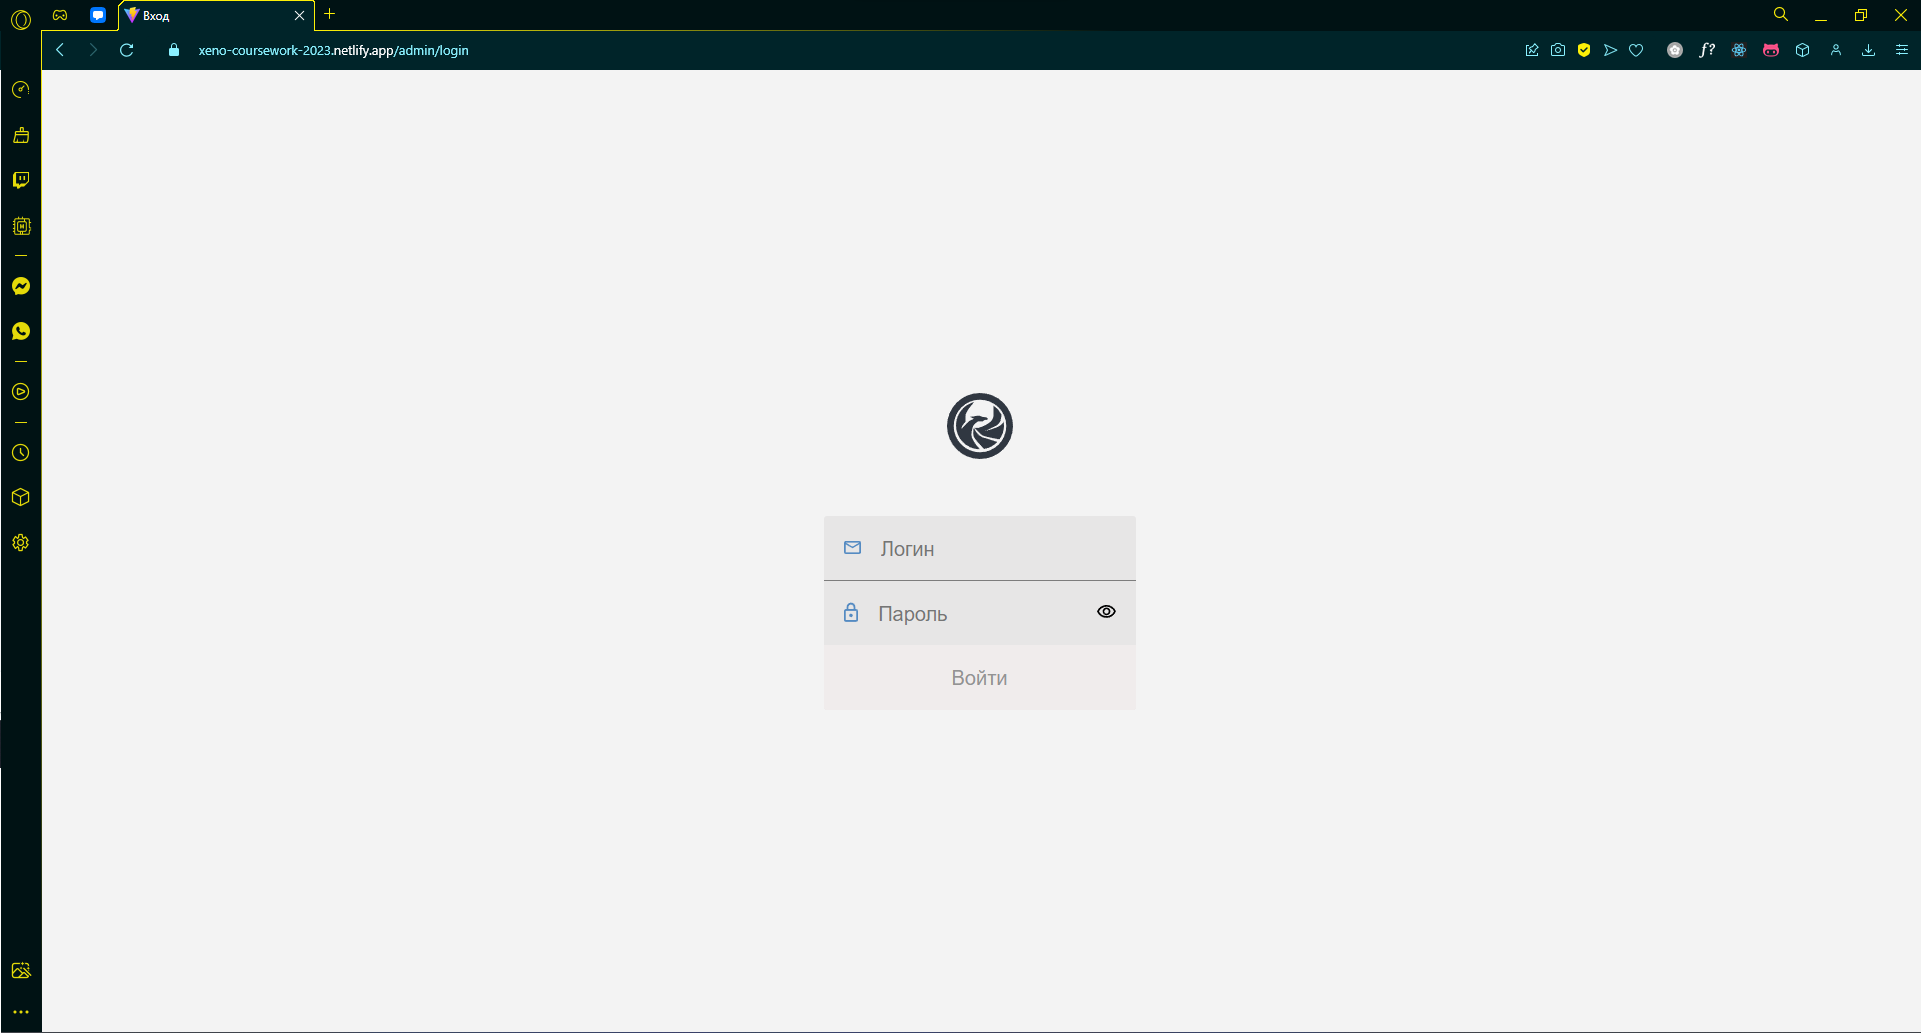 Вход
xeno-coursework-2023.netlify.app/admin/login
f?
Логин
Пароль
Войти